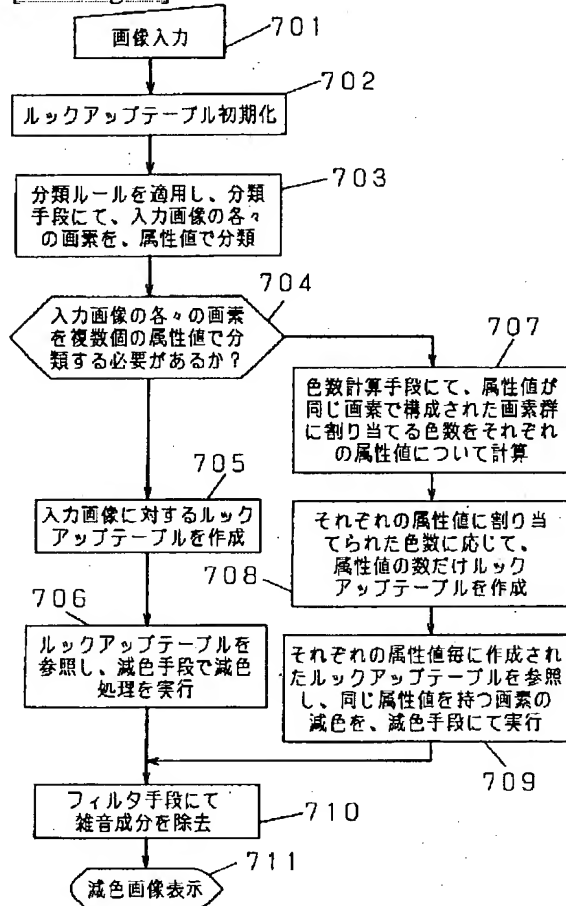 画像入力
701
702
ルックアップテーブル初期化
703
分類ルールを適用し、分類
手段にて、入力画像の各々
の画素を、属性値で分類
704
入力画像の各々の画素
を複数個の属性値で分
類する必要があるか?
705
入力画像に対するルック
アップテーブルを作成
706
ルックアップテーブルを
参照し、減色手段で減色
処理を実行
707
色数計算手段にて、属性値が
同じ画素で構成された画素群
に割り当てる色数をそれぞれ
の属性値について計算
それぞれの属性値に割り当
てられた色数に応じて、
属性値の数だけルック
アップテーブルを作成
708
それぞれの属性値毎に作成され
たルックアップテーブルを参照
し、同じ属性値を持つ画素の
減色を、減色手段にて実行
709
フィルタ手段にて
雑音成分を除去
710
711
減色画像表示